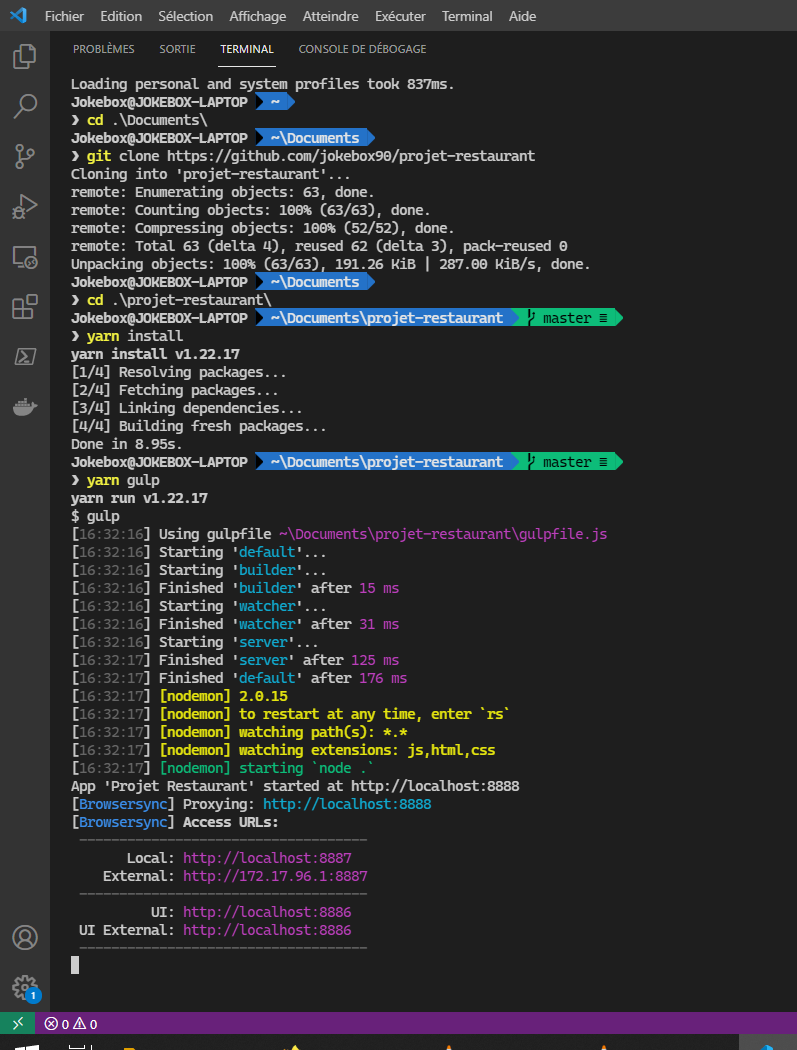 Fichier Edition Sélection Affichage Atteindre Exécuter Terminal Aide
PROBLÈMES SORTIE TERMINAL CONSOLE DE DÉBOGAGE
Loading personal and system profiles took 837ms.
Jokebox@JOKEBOX-LAPTOP ~
❯ cd .\Documents\
Jokebox@JOKEBOX-LAPTOP ~\Documents
❯ git clone https://github.com/jokebox90/projet-restaurant
Cloning into 'projet-restaurant'...
remote: Enumerating objects: 63, done.
remote: Counting objects: 100% (63/63), done.
remote: Compressing objects: 100% (52/52), done.
remote: Total 63 (delta 4), reused 62 (delta 3), pack-reused 0
Unpacking objects: 100% (63/63), 191.26 KiB | 287.00 KiB/s, done.
Jokebox@JOKEBOX-LAPTOP ~\Documents
❯ cd .\projet-restaurant\
Jokebox@JOKEBOX-LAPTOP ~\Documents\projet-restaurant master ≡
❯ yarn install
yarn install v1.22.17
[1/4] Resolving packages...
[2/4] Fetching packages...
[3/4] Linking dependencies...
[4/4] Building fresh packages...
Done in 8.95s.
Jokebox@JOKEBOX-LAPTOP ~\Documents\projet-restaurant master ≡
❯ yarn gulp
yarn run v1.22.17
$ gulp
[16:32:16] Using gulpfile ~\Documents\projet-restaurant\gulpfile.js
[16:32:16] Starting 'default'...
[16:32:16] Starting 'builder'...
[16:32:16] Finished 'builder' after 15 ms
[16:32:16] Starting 'watcher'...
[16:32:16] Finished 'watcher' after 31 ms
[16:32:16] Starting 'server'...
[16:32:17] Finished 'server' after 125 ms
[16:32:17] Finished 'default' after 176 ms
[16:32:17] [nodemon] 2.0.15
[16:32:17] [nodemon] to restart at any time, enter `rs`
[16:32:17] [nodemon] watching path(s): *.*
[16:32:17] [nodemon] watching extensions: js,html,css
[16:32:17] [nodemon] starting `node .`
App 'Projet Restaurant' started at http://localhost:8888
[Browsersync] Proxying: http://localhost:8888
[Browsersync] Access URLs:
------------------------------------
Local: http://localhost:8887
External: http://172.17.96.1:8887
------------------------------------
UI: http://localhost:8886
UI External: http://localhost:8886
------------------------------------
1
0 0